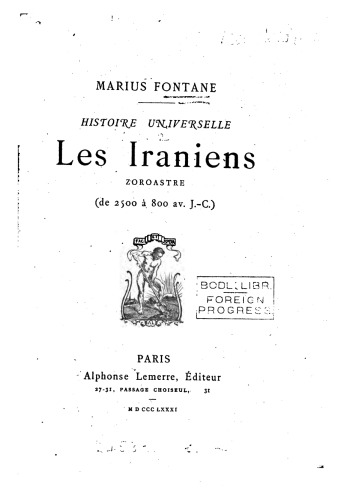 MARIUS FONTANE
HISTOIRE UNIVERSELLE
Les Iraniens
ZOROASTRE
(de 2500 à 800 av. J.-C.)
BODL. LIBR.
FOREIGN
PROGRESS
PARIS
Alphonse Lemerre, Éditeur
27-31, PASSAGE CHOISEUL, 31
M D CCC LXXXI